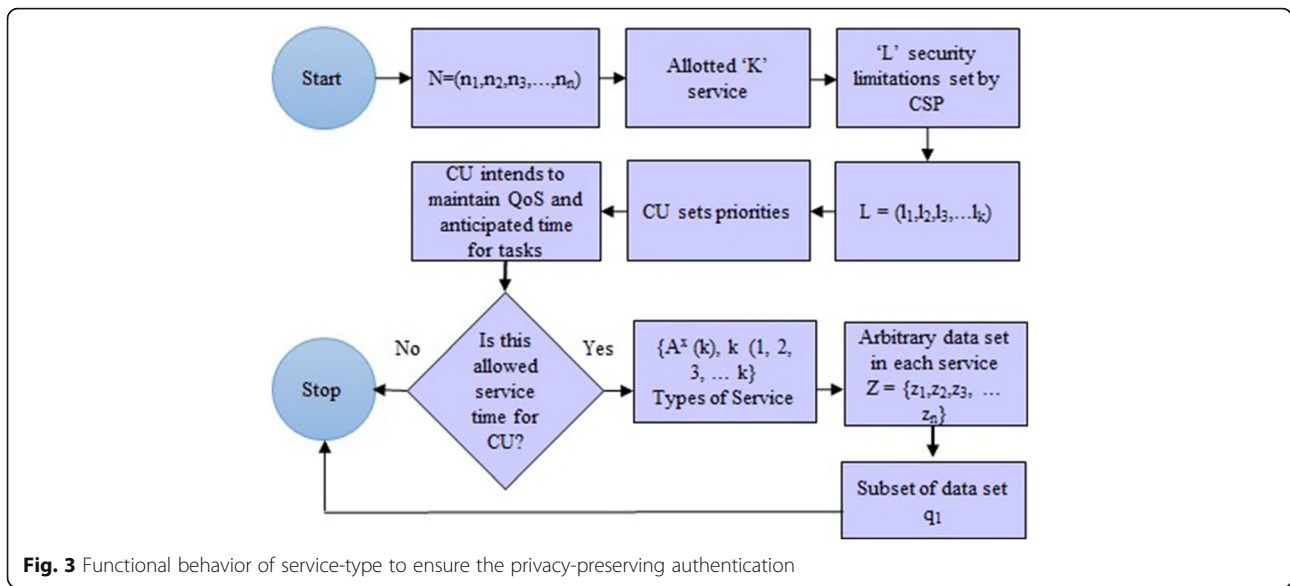 Start
N=(n₁,n₂,n₃,...,nₙ)
Allotted 'K'
service
'L' security
limitations set by
CSP
L = (l₁,l₂,l₃,...lₖ)
CU sets priorities
CU intends to
maintain QoS and
anticipated time
for tasks
Is this
allowed
service
time for
CU?
No
Yes
Stop
{Aˣ (k), k (1, 2,
3, ... k}
Types of Service
Arbitrary data set
in each service
Z = {z₁,z₂,z₃, ...
zₙ}
Subset of data set
q₁
Fig. 3 Functional behavior of service-type to ensure the privacy-preserving authentication